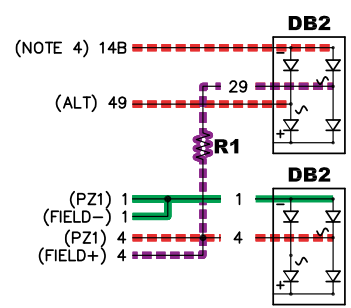 DB2
(NOTE 4) 14B
29
(ALT) 49
R1
DB2
(PZ1) 1 1
(FIELD-) 1
(PZ1) 4 4
(FIELD+) 4